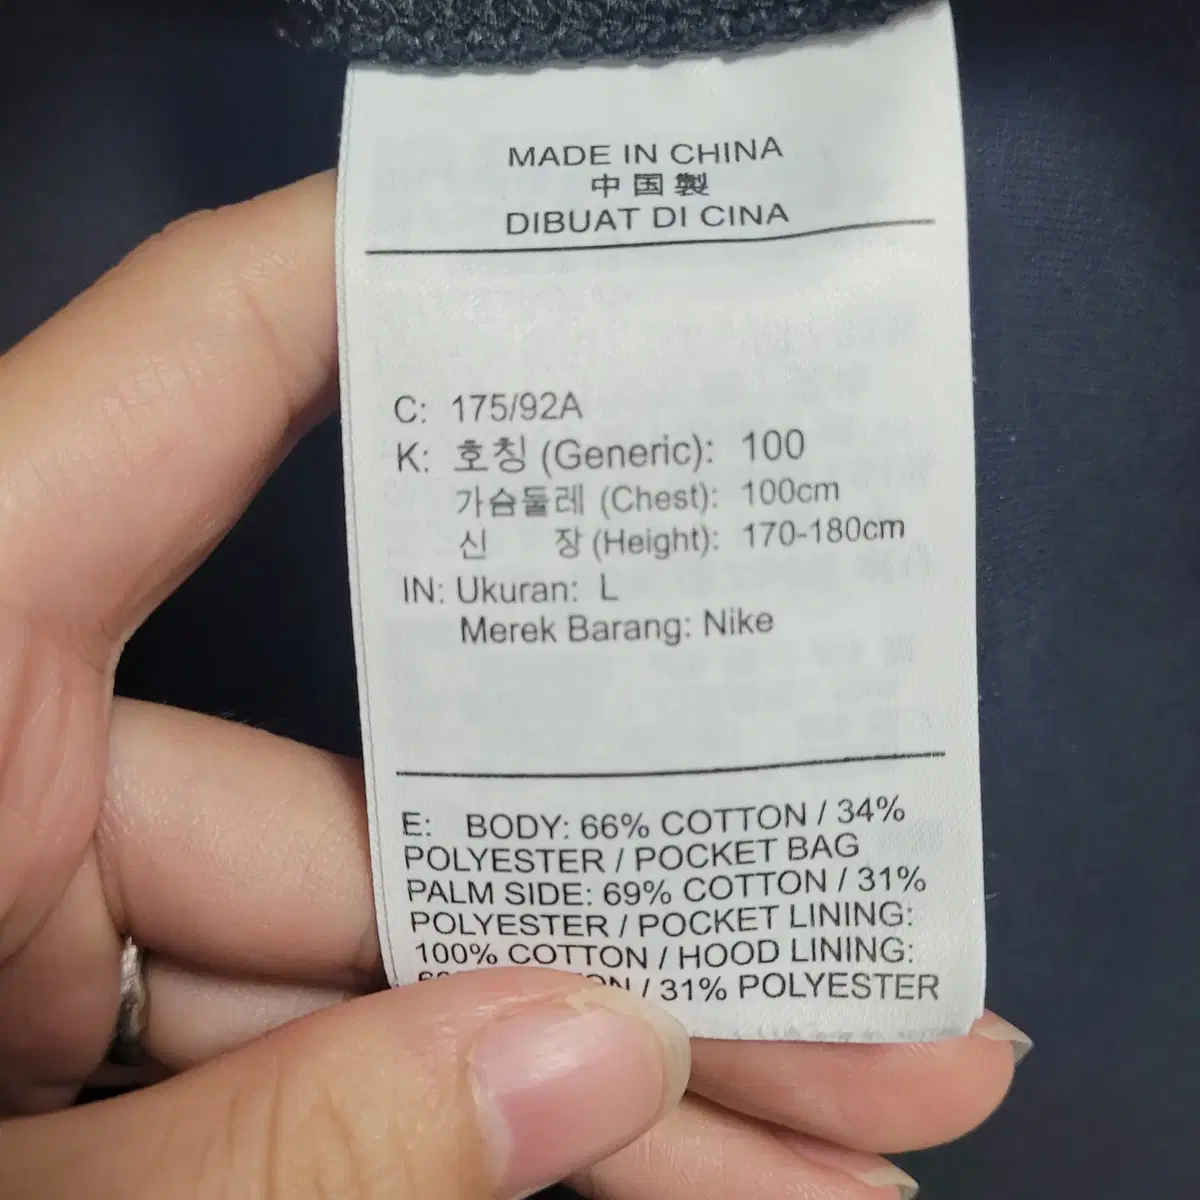 MADE IN CHINA
中国製
DIBUAT DI CINA
C: 175/92A
K: 호칭 (Generic): 100
가슴둘레 (Chest): 100cm
신 장 (Height): 170-180cm
IN: Ukuran: L
Merek Barang: Nike
E: BODY: 66% COTTON / 34%
POLYESTER / POCKET BAG
PALM SIDE: 69% COTTON / 31%
POLYESTER / POCKET LINING:
100% COTTON / HOOD LINING:
/ 31% POLYESTER